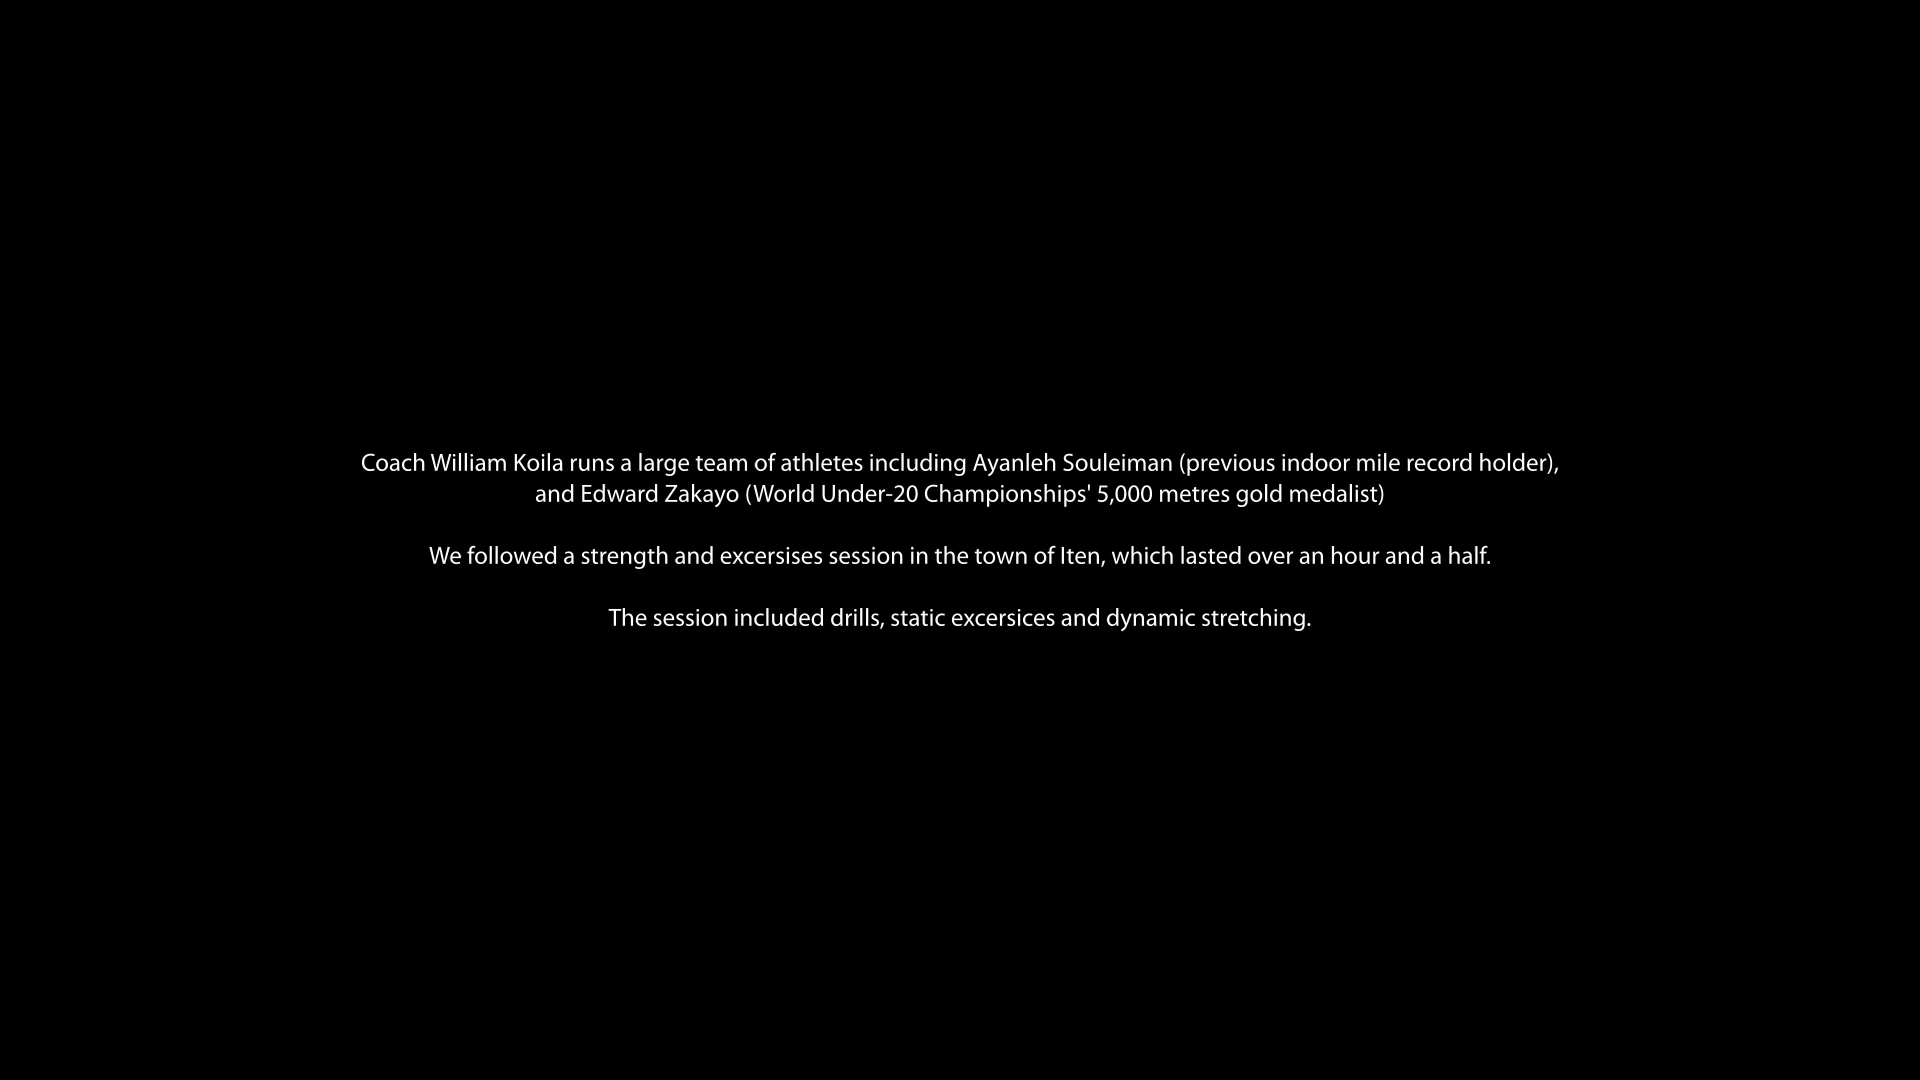 Coach William Koila runs a large team of athletes including Ayanleh Souleiman (previous indoor mile record holder),
and Edward Zakayo (World Under-20 Championships' 5,000 metres gold medalist)
We followed a strength and excersises session in the town of Iten, which lasted over an hour and a half.
The session included drills, static excersices and dynamic stretching.